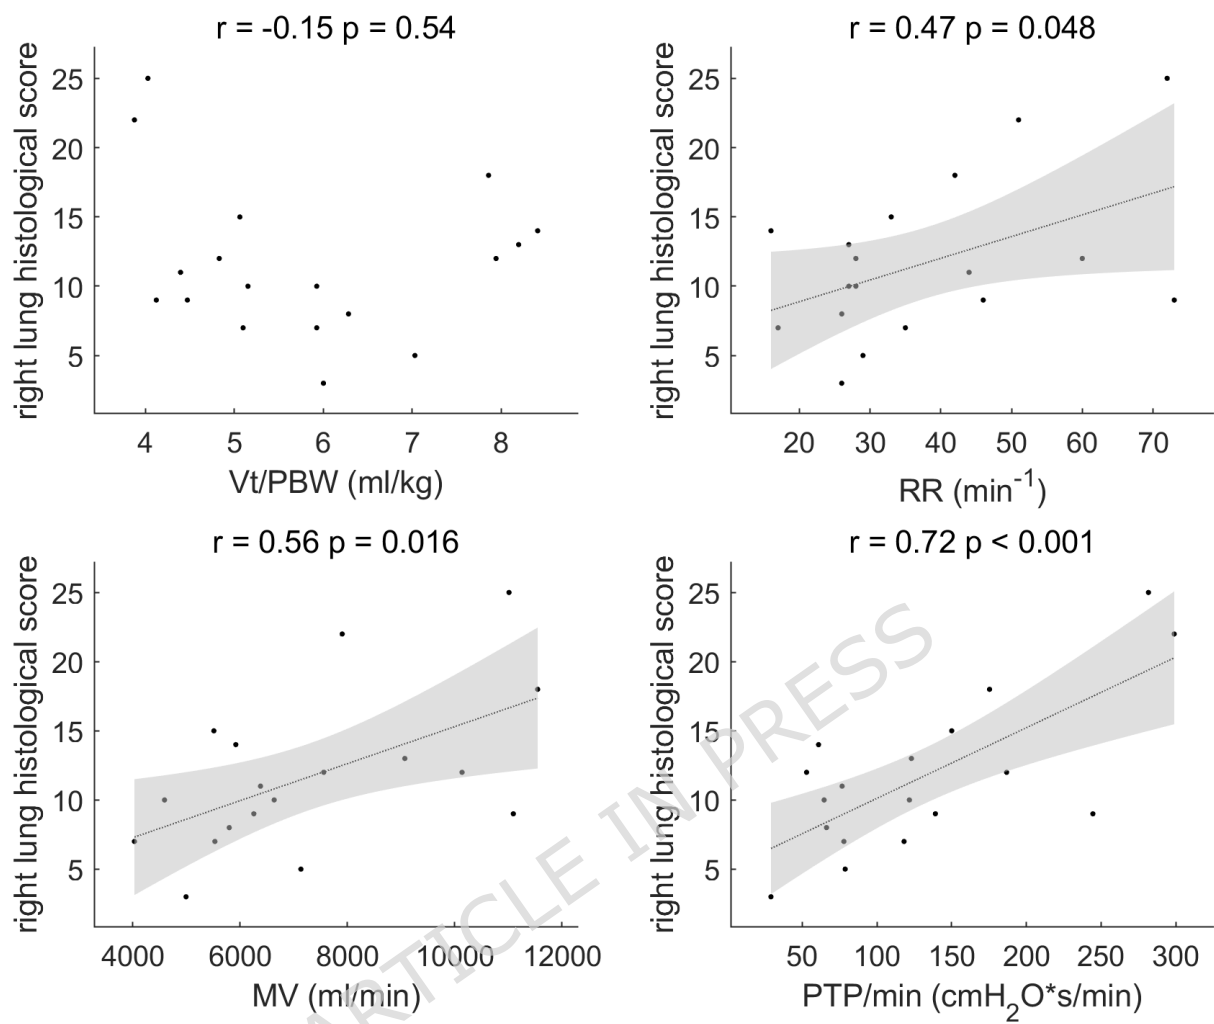 r = -0.15 p = 0.54
right lung histological score
25
20
15
10
5
4 5 6 7 8
Vt/PBW (ml/kg)
r = 0.47 p = 0.048
right lung histological score
25
20
15
10
5
20 30 40 50 60 70
RR (min⁻¹)
r = 0.56 p = 0.016
right lung histological score
25
20
15
10
5
4000 6000 8000 10000 12000
MV (ml/min)
r = 0.72 p < 0.001
right lung histological score
25
20
15
10
5
50 100 150 200 250 300
PTP/min (cmH₂O*s/min)
ARTICLE IN PRESS